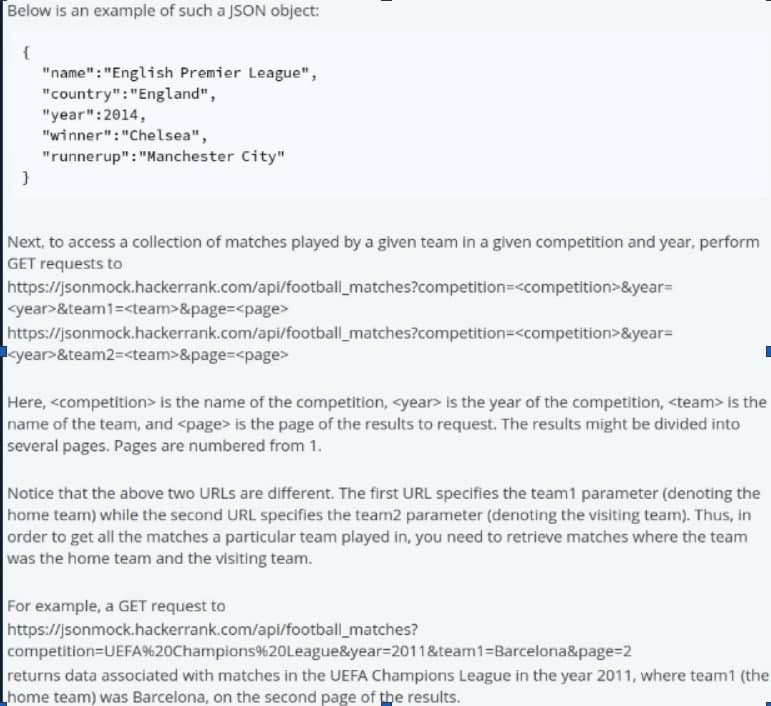 Below is an example of such a JSON object:
{
"name":"English Premier League",
"country":"England",
"year":2014,
"winner":"Chelsea",
"runnerup":"Manchester City"
}
Next, to access a collection of matches played by a given team in a given competition and year, perform
GET requests to
https://jsonmock.hackerrank.com/api/football_matches?competition=<competition>&year=
<year>&team1=<team>&page=<page>
https://jsonmock.hackerrank.com/api/football_matches?competition=<competition>&year=
<year>&team2=<team>&page=<page>
Here, <competition> is the name of the competition, <year> is the year of the competition, <team> is the
name of the team, and <page> is the page of the results to request. The results might be divided into
several pages. Pages are numbered from 1.
Notice that the above two URLs are different. The first URL specifies the team1 parameter (denoting the
home team) while the second URL specifies the team2 parameter (denoting the visiting team). Thus, in
order to get all the matches a particular team played in, you need to retrieve matches where the team
was the home team and the visiting team.
For example, a GET request to
https://jsonmock.hackerrank.com/api/football_matches?
competition=UEFA%20Champions%20League&year=2011&team1=Barcelona&page=2
returns data associated with matches in the UEFA Champions League in the year 2011, where team1 (the
home team) was Barcelona, on the second page of the results.